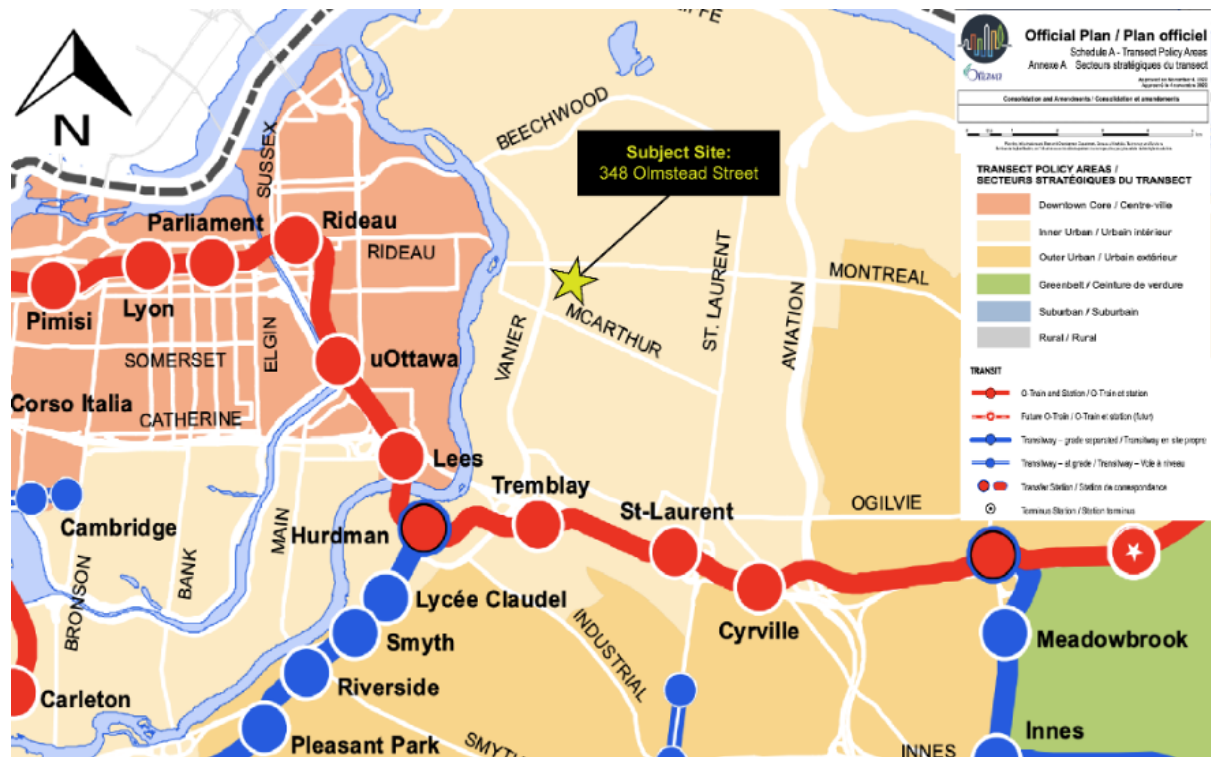 N
SUSSEX
BEECHWOOD
Subject Site:
348 Olmstead Street
Parliament
Rideau
RIDEAU
Lyon
Pimisi
ELGIN
SOMERSET
uOttawa
Corso Italia
CATHERINE
VANIER
MCARTHUR
ST. LAURENT
AVIATION
MONTREAL
Lees
Tremblay
St-Laurent
OGILVIE
Cambridge
MAIN
Hurdman
BRONSON
BANK
Lycée Claudel
Smyth
Cyrville
INDUSTRIAL
Meadowbrook
Carleton
Riverside
Pleasant Park
SMYTH
INNES
Innes
Official Plan / Plan officiel
Schedule A - Transect Policy Areas
Annexe A Secteurs stratégiques du transect
Ottawa
Consolidation and Amendments / Consolidation et amendements
TRANSECT POLICY AREAS /
SECTEURS STRATÉGIQUES DU TRANSECT
Downtown Core / Centre-ville
Inner Urban / Urbain intérieur
Outer Urban / Urbain extérieur
Greenbelt / Ceinture de verdure
Suburban / Suburbain
Rural / Rural
TRANSIT
O-Train and Station / O-Train et station
Future O-Train / O-Train et station (futur)
Transitway – grade separated / Transitway en site propre
Transitway – at grade / Transitway – Voie à niveau
Transfer Station / Station de correspondance
Terminus Station / Station terminus